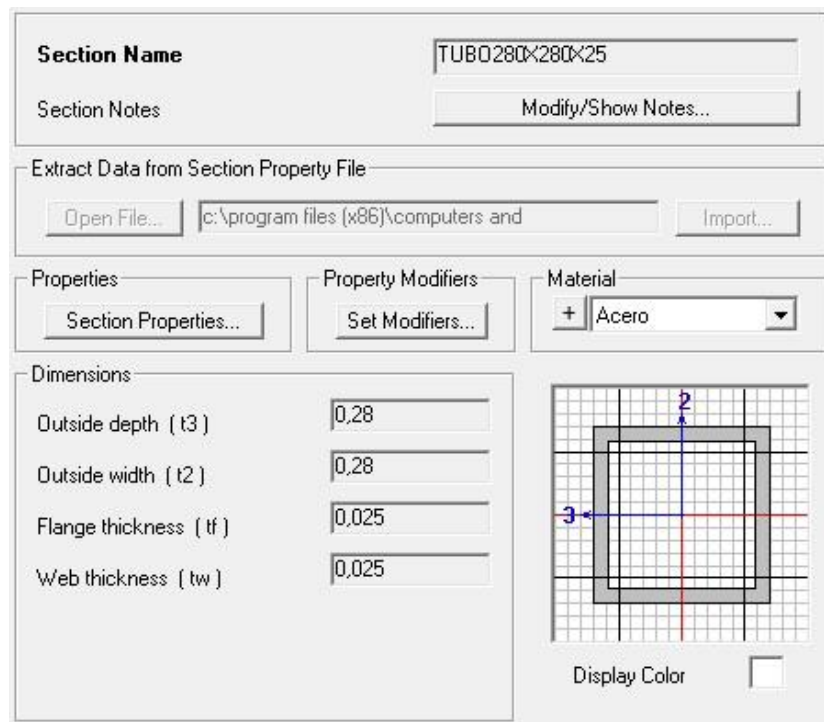 Section Name TUBO280X280X25
Section Notes Modify/Show Notes...
Extract Data from Section Property File
Open File... c:\program files (x86)\computers and Import...
Properties Property Modifiers Material
Section Properties... Set Modifiers... + Acero
Dimensions
Outside depth ( t3 ) 0,28
Outside width ( t2 ) 0,28
Flange thickness ( tf ) 0,025
Web thickness ( tw ) 0,025
2
3
Display Color